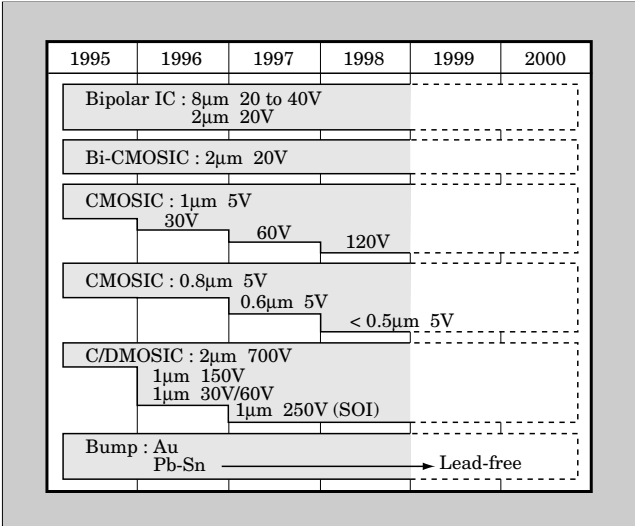 1995 1996 1997 1998 1999 2000
Bipolar IC : 8µm 20 to 40V
2µm 20V
Bi-CMOSIC : 2µm 20V
CMOSIC : 1µm 5V
30V
60V
120V
CMOSIC : 0.8µm 5V
0.6µm 5V
< 0.5µm 5V
C/DMOSIC : 2µm 700V
1µm 150V
1µm 30V/60V
1µm 250V (SOI)
Bump : Au
Pb-Sn Lead-free